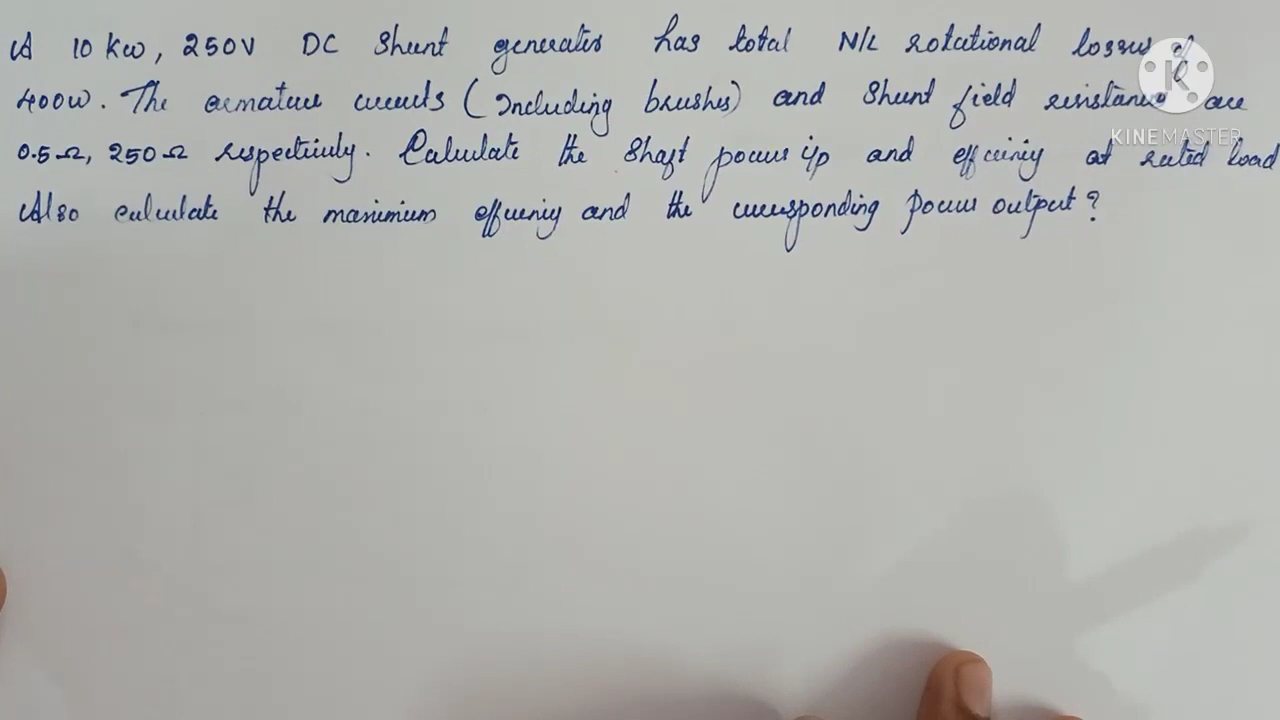 A 10 kw, 250V DC Shunt generator has total N/L rotational losses of
400w. The armature circuits (Including brushes) and Shunt field resistance are
0.5Ω, 250Ω respectively. Calculate the Shaft power i/p and efficiency at rated load
Also calculate the maximum efficiency and the corresponding Power output?
K
KINEMASTER